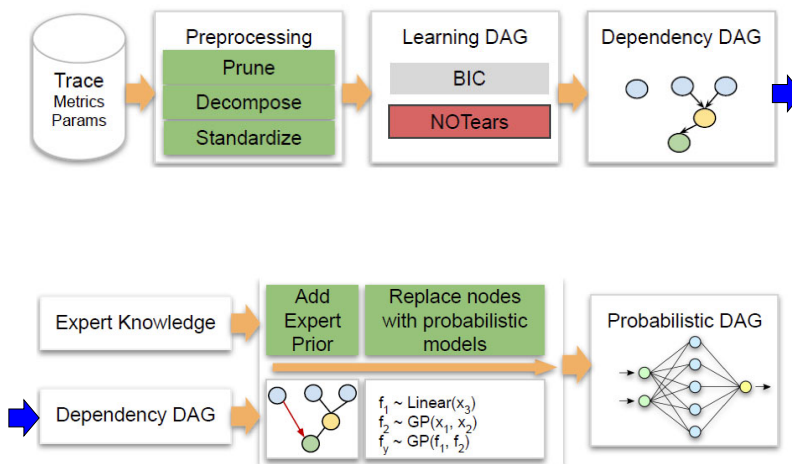 Trace
Metrics
Params
Preprocessing
Prune
Decompose
Standardize
Learning DAG
BIC
NOTears
Dependency DAG
Expert Knowledge
Add
Expert
Prior
Replace nodes
with probabilistic
models
Probabilistic DAG
Dependency DAG
f₁ ~ Linear(x₃)
f₂ ~ GP(x₁, x₂)
fᵧ ~ GP(f₁, f₂)